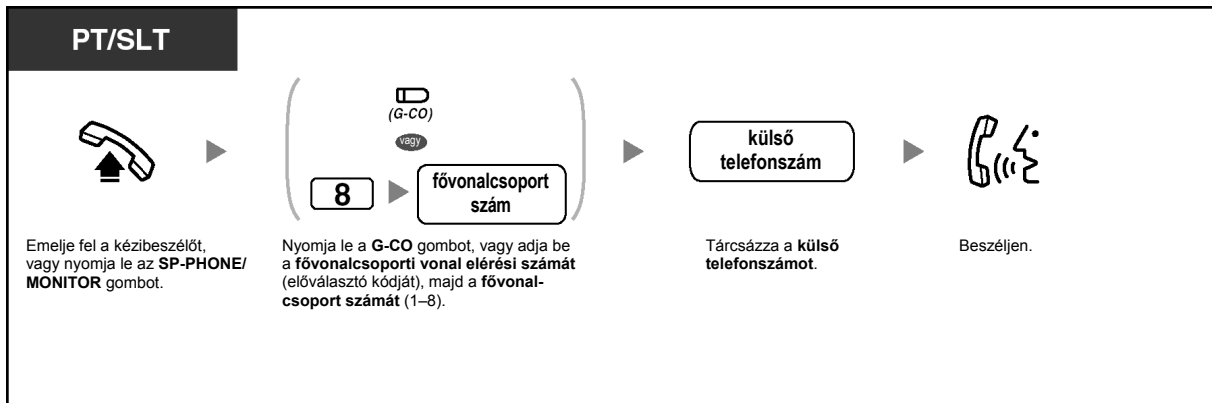 PT/SLT
(G-CO)
vagy
8
fővonalcsoport
szám
külső
telefonszám
Emelje fel a kézibeszélőt,
vagy nyomja le az SP-PHONE/
MONITOR gombot.
Nyomja le a G-CO gombot, vagy adja be
a fővonalcsoporti vonal elérési számát
(előválasztó kódját), majd a fővonal-
csoport számát (1–8).
Tárcsázza a külső
telefonszámot.
Beszéljen.